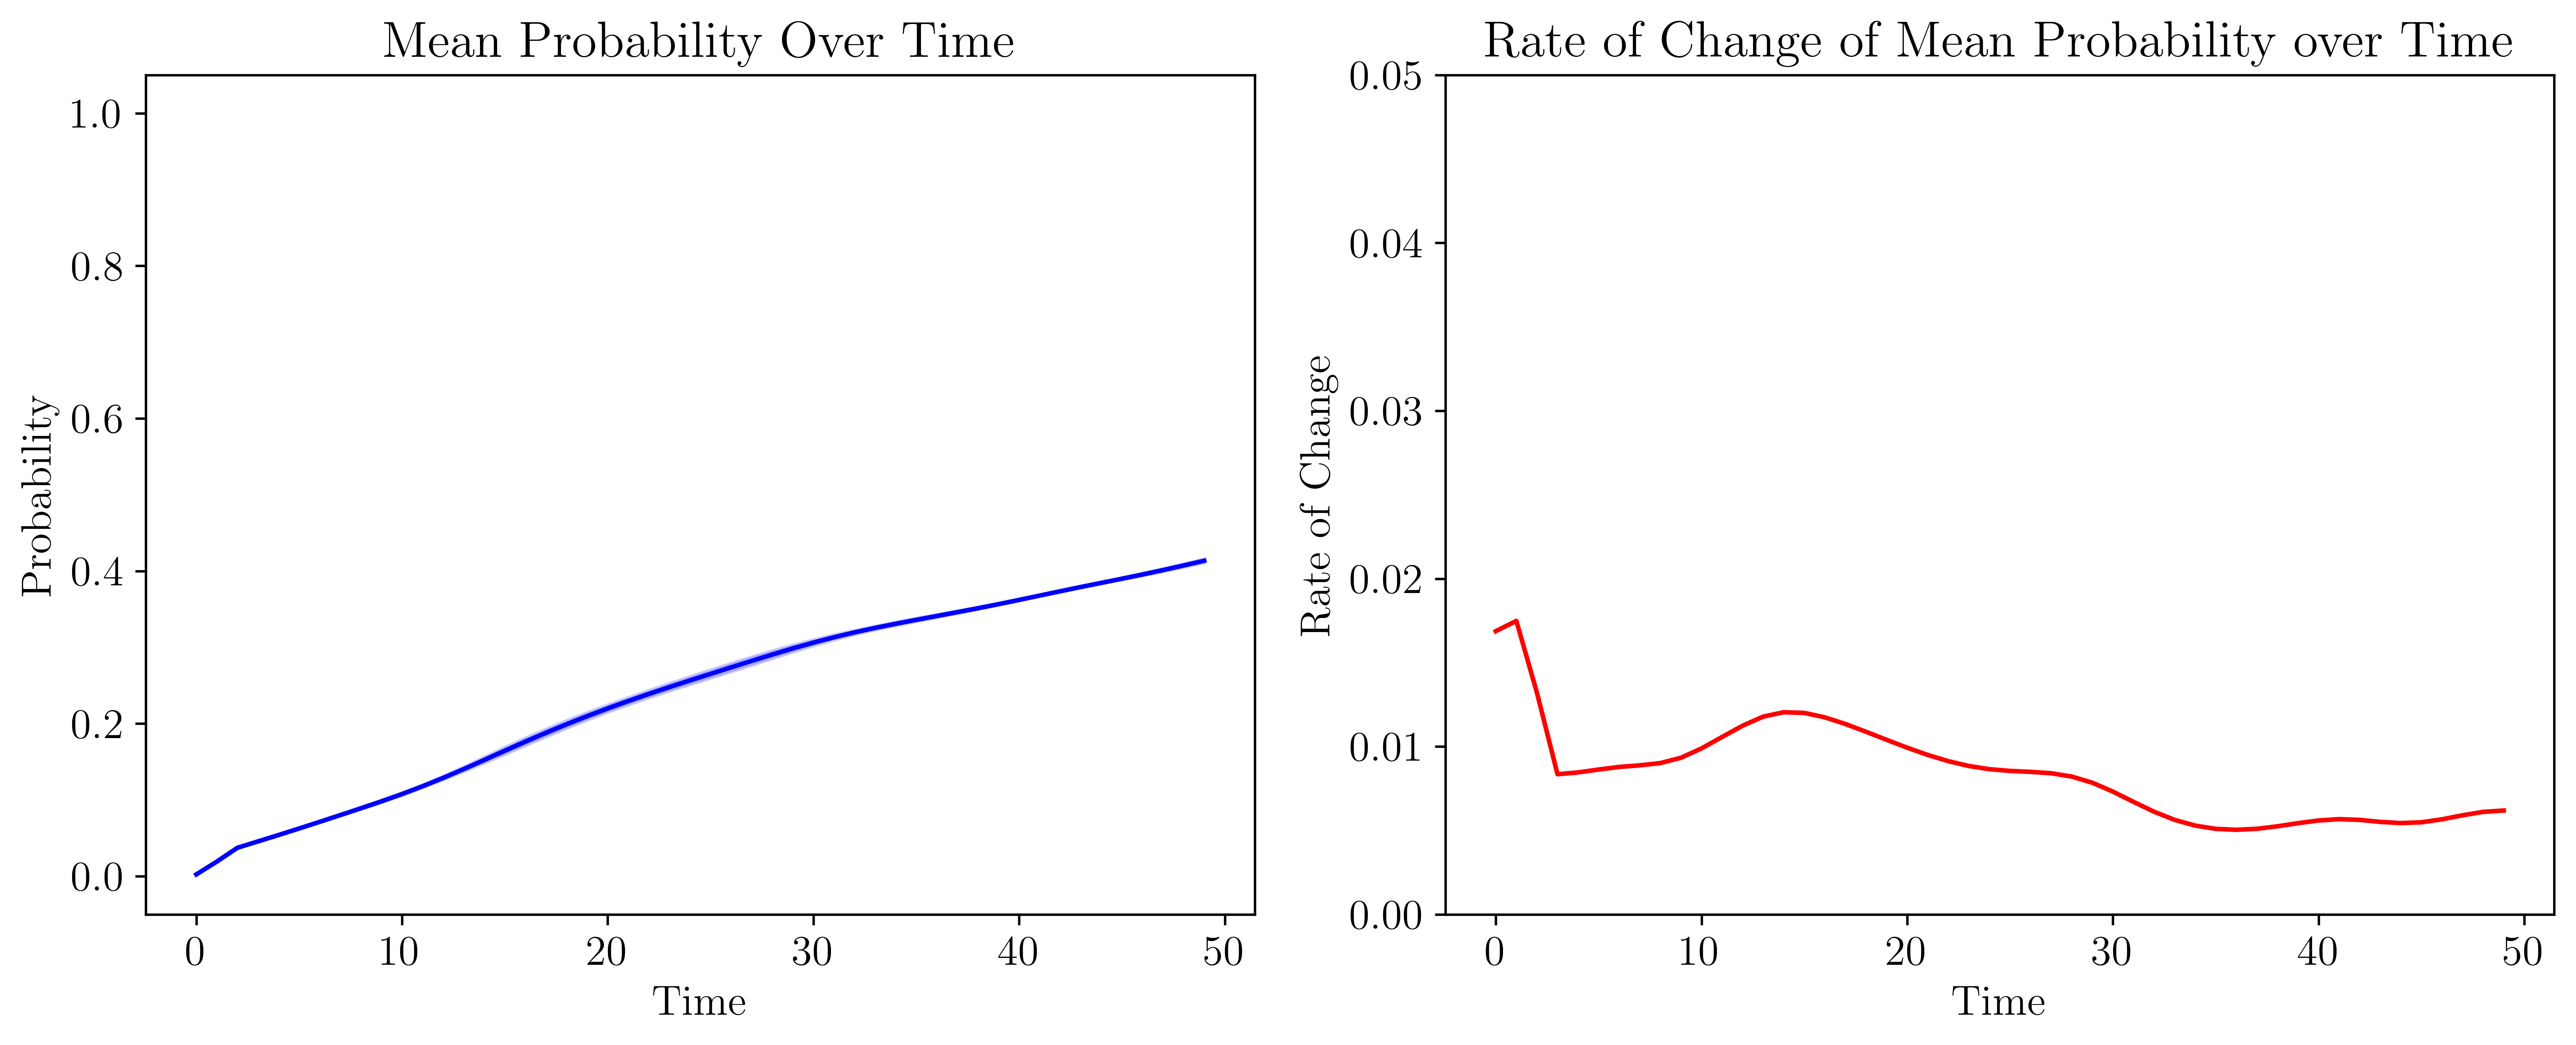 Mean Probability Over Time
1.0
0.8
0.6
0.4
0.2
0.0
Probability
0 10 20 30 40 50
Time
Rate of Change of Mean Probability over Time
0.05
0.04
0.03
0.02
0.01
0.00
Rate of Change
0 10 20 30 40 50
Time